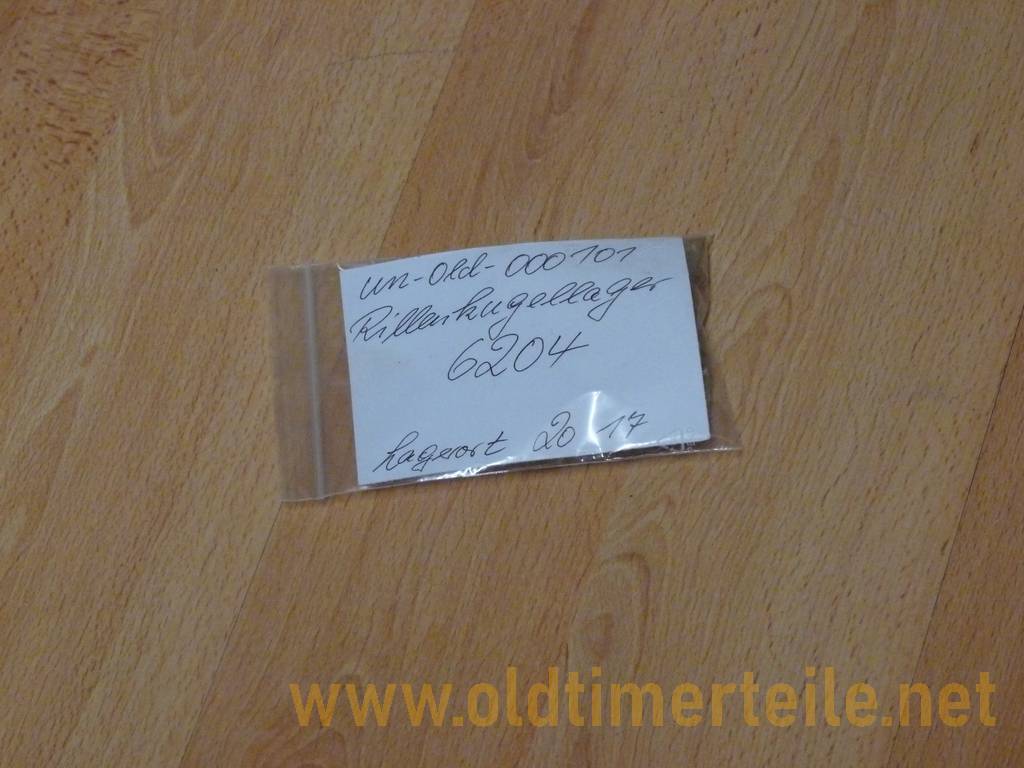 un-Old-000101
Rillenkugellager
6204
Lagerort 20 17
www.oldtimerteile.net